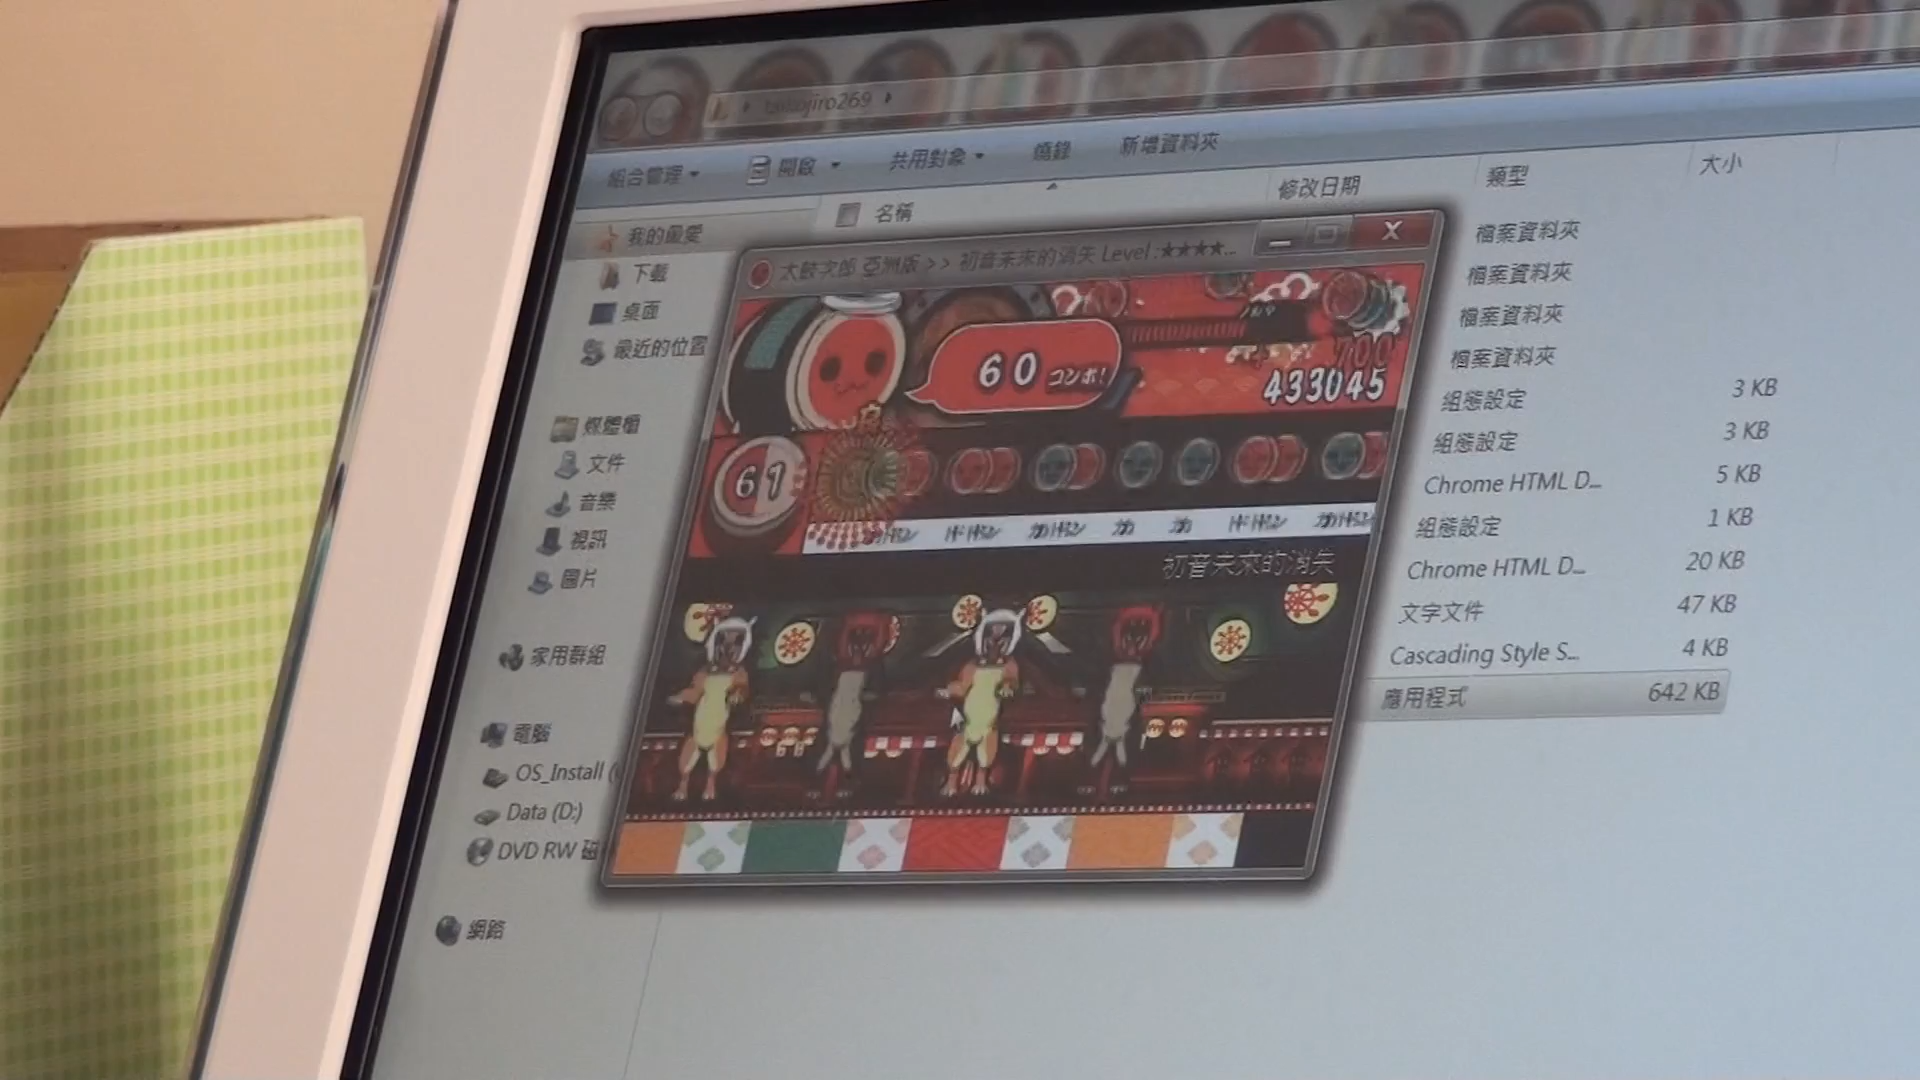 taikojiro269
組合管理
開啟
共用對象
燒錄
新增資料夾
名稱
修改日期
類型
大小
我的最愛
下載
桌面
最近的位置
媒體櫃
文件
音樂
視訊
圖片
家用群組
電腦
OS_Install (
Data (D:)
DVD RW 磁
網路
太鼓次郎 亞洲版 >> 初音未來的消失 Level :★★★★...
60 コンボ!
700
433045
61
初音未來的消失
檔案資料夾
檔案資料夾
檔案資料夾
檔案資料夾
組態設定 3 KB
組態設定 3 KB
Chrome HTML D... 5 KB
組態設定 1 KB
Chrome HTML D... 20 KB
文字文件 47 KB
Cascading Style S... 4 KB
應用程式 642 KB